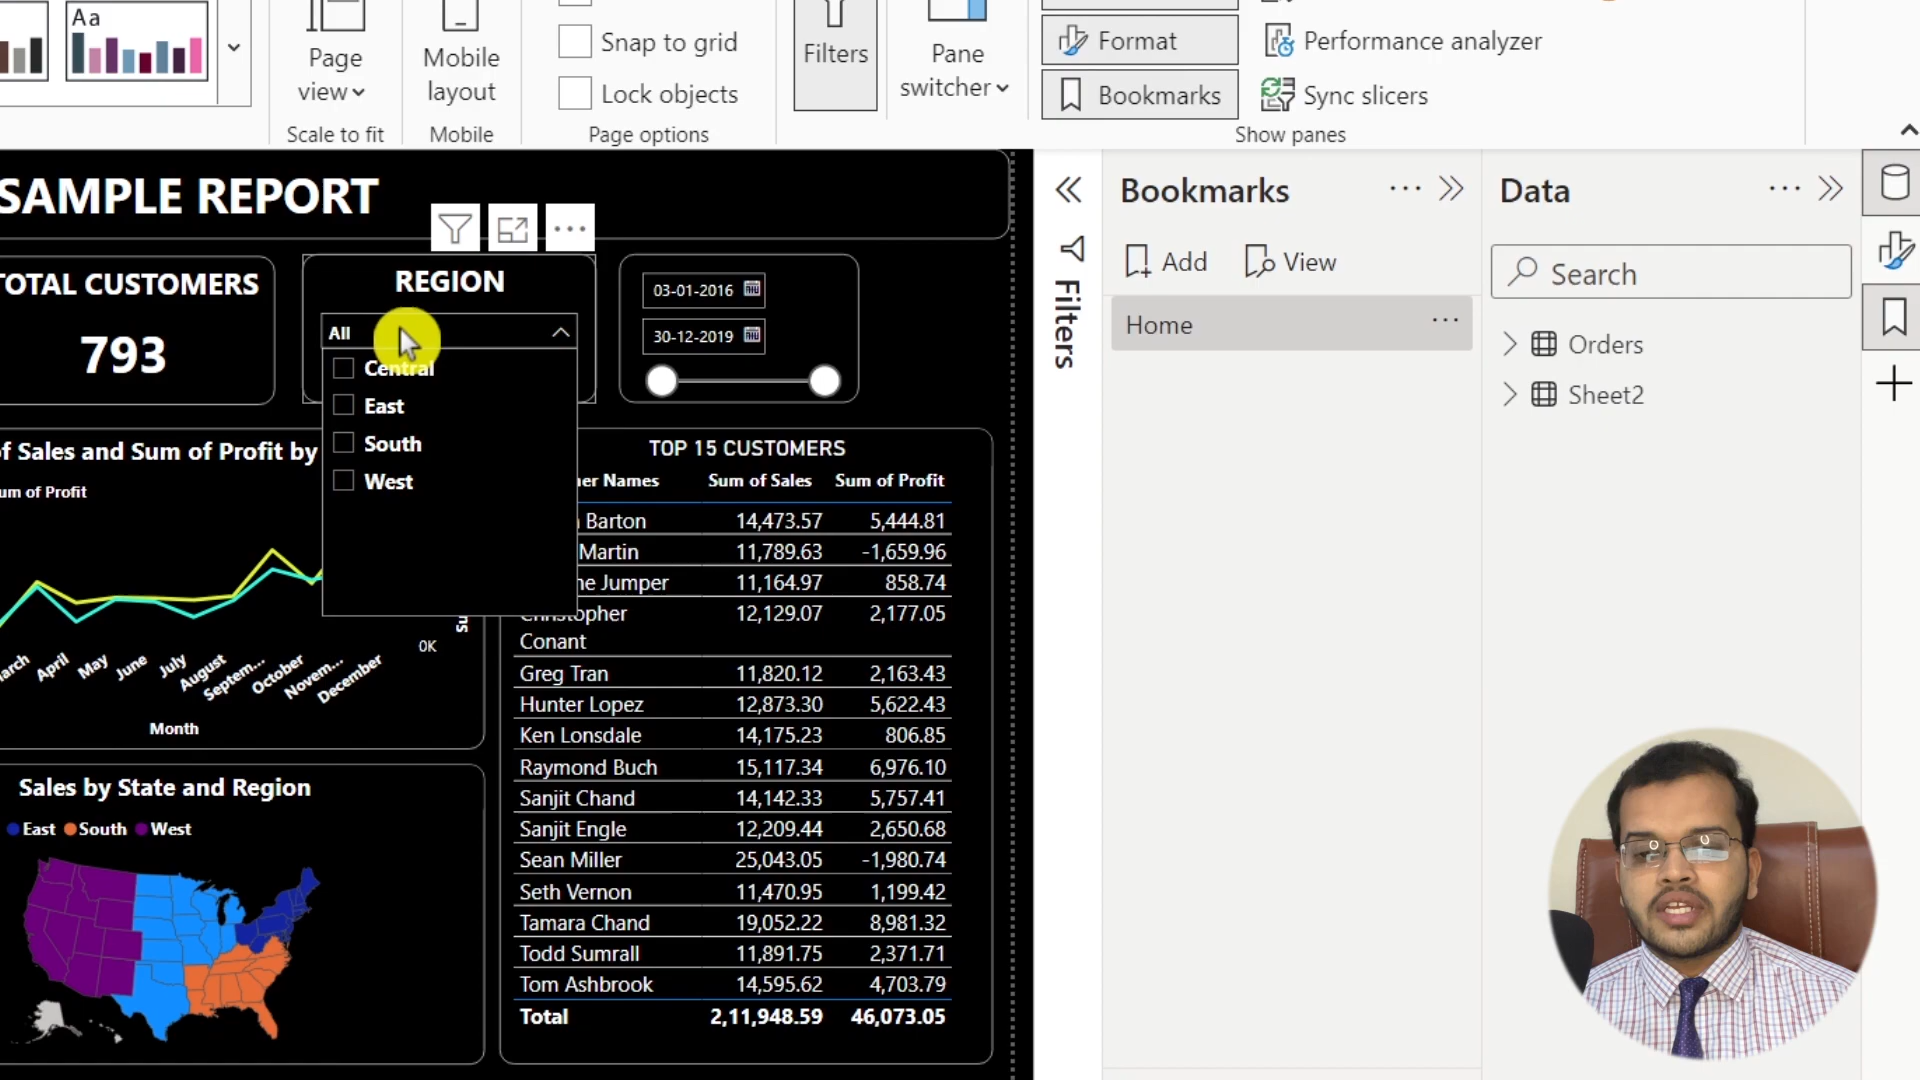 Aa
Page
view
Scale to fit
Mobile
layout
Mobile
Snap to grid
Lock objects
Page options
Filters
Pane
switcher
Format
Bookmarks
Performance analyzer
Sync slicers
Show panes
SAMPLE REPORT
TOTAL CUSTOMERS
793
REGION
All
Central
East
South
West
03-01-2016
30-12-2019
of Sales and Sum of Profit by
um of Profit
arch
April
May
June
July
August
Septem...
October
Novem...
December
Month
0K
Su
TOP 15 CUSTOMERS
er Names Sum of Sales Sum of Profit
Barton 14,473.57 5,444.81
Martin 11,789.63 -1,659.96
ne Jumper 11,164.97 858.74
Christopher 12,129.07 2,177.05
Conant
Greg Tran 11,820.12 2,163.43
Hunter Lopez 12,873.30 5,622.43
Ken Lonsdale 14,175.23 806.85
Raymond Buch 15,117.34 6,976.10
Sanjit Chand 14,142.33 5,757.41
Sanjit Engle 12,209.44 2,650.68
Sean Miller 25,043.05 -1,980.74
Seth Vernon 11,470.95 1,199.42
Tamara Chand 19,052.22 8,981.32
Todd Sumrall 11,891.75 2,371.71
Tom Ashbrook 14,595.62 4,703.79
Total 2,11,948.59 46,073.05
Sales by State and Region
East South West
Filters
Bookmarks
Add View
Home
Data
Search
Orders
Sheet2